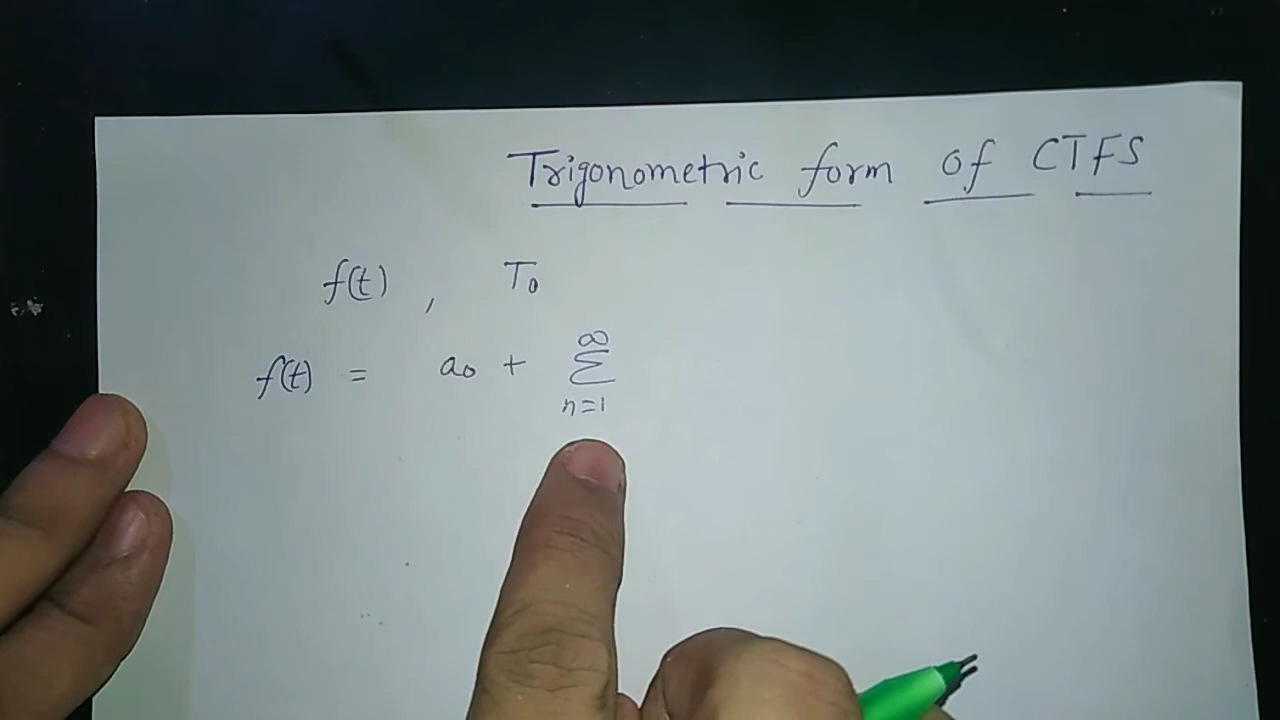 Trigonometric form of CTFS
f(t) , T₀
f(t) = a₀ + ∞ Σ n=1